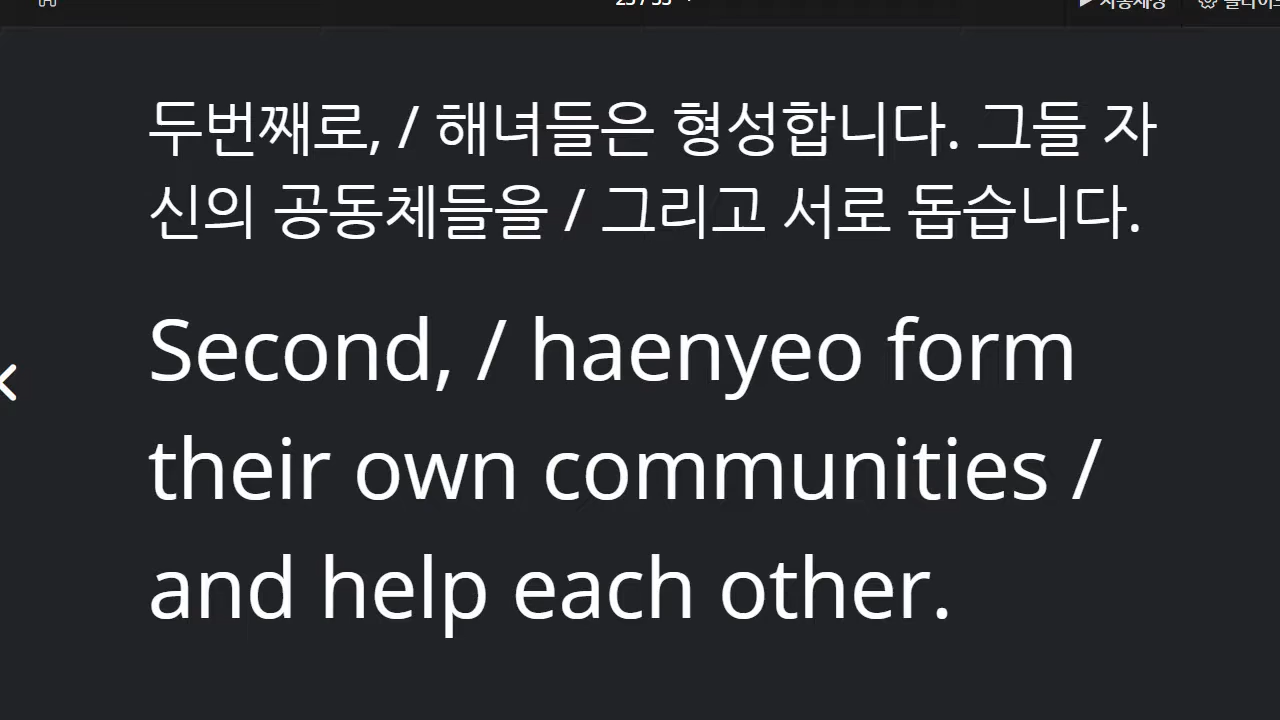 두번째로, / 해녀들은 형성합니다. 그들 자
신의 공동체들을 / 그리고 서로 돕습니다.
Second, / haenyeo form
their own communities /
and help each other.